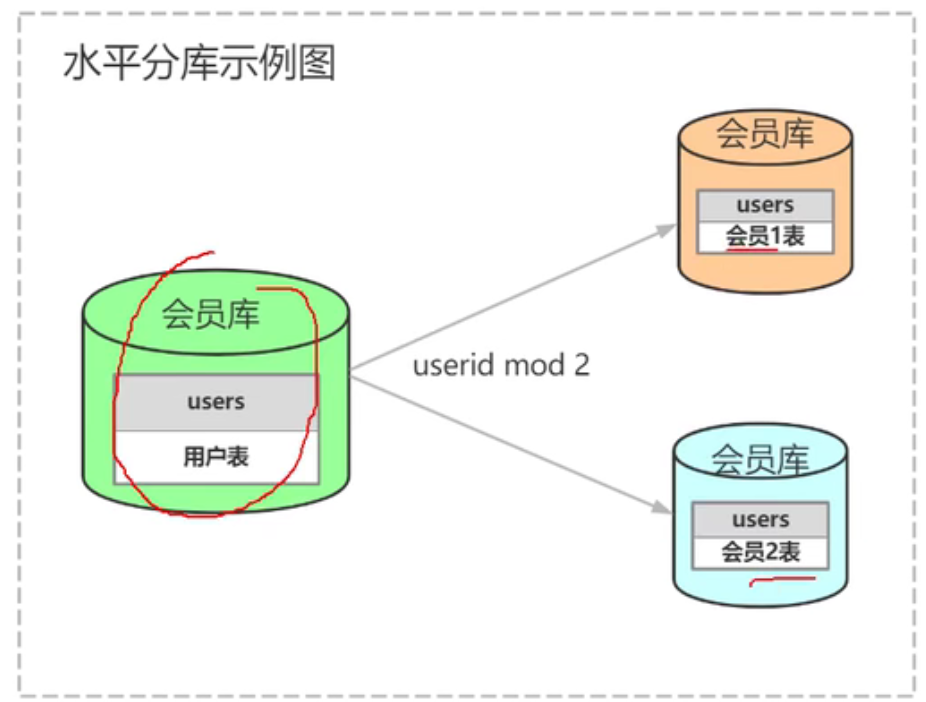 水平分库示例图
会员库
users
会员1表
会员库
users
用户表
userid mod 2
会员库
users
会员2表